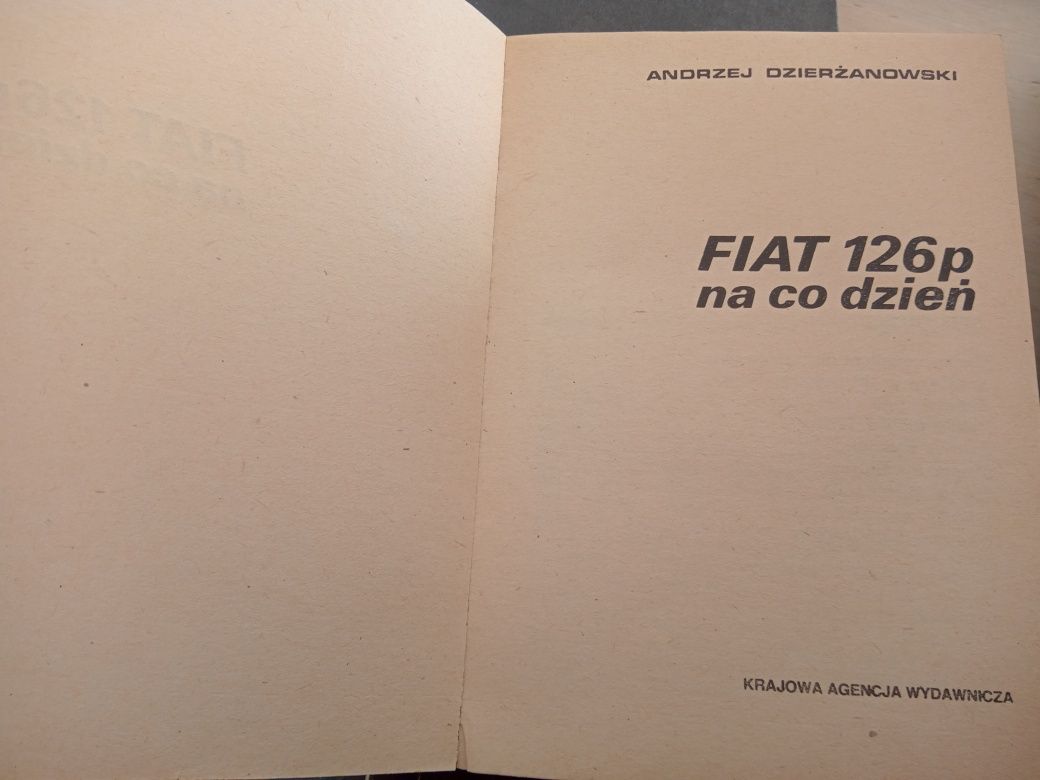 ANDRZEJ DZIERŻANOWSKI
FIAT 126p
na co dzień
KRAJOWA AGENCJA WYDAWNICZA